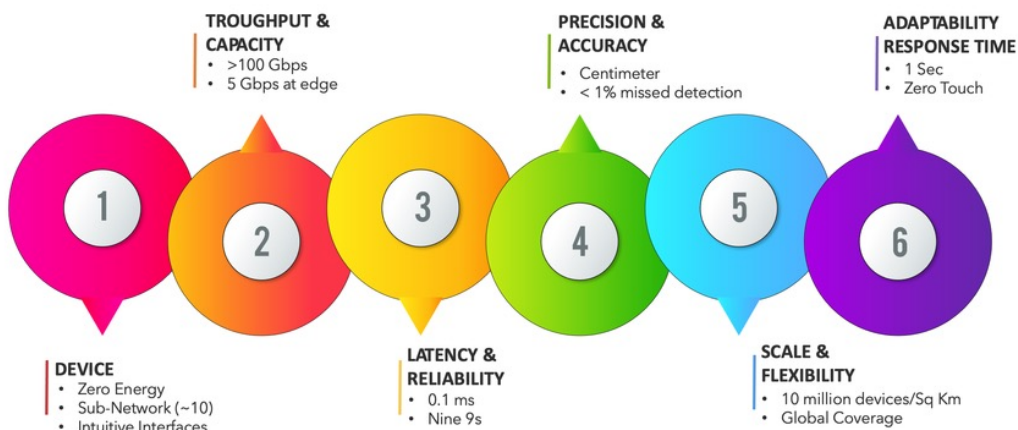 TROUGHPUT &
CAPACITY
• >100 Gbps
• 5 Gbps at edge
PRECISION &
ACCURACY
• Centimeter
• < 1% missed detection
ADAPTABILITY
RESPONSE TIME
• 1 Sec
• Zero Touch
1
2
3
4
5
6
DEVICE
• Zero Energy
• Sub-Network (~10)
• Intuitive Interfaces
LATENCY &
RELIABILITY
• 0.1 ms
• Nine 9s
SCALE &
FLEXIBILITY
• 10 million devices/Sq Km
• Global Coverage